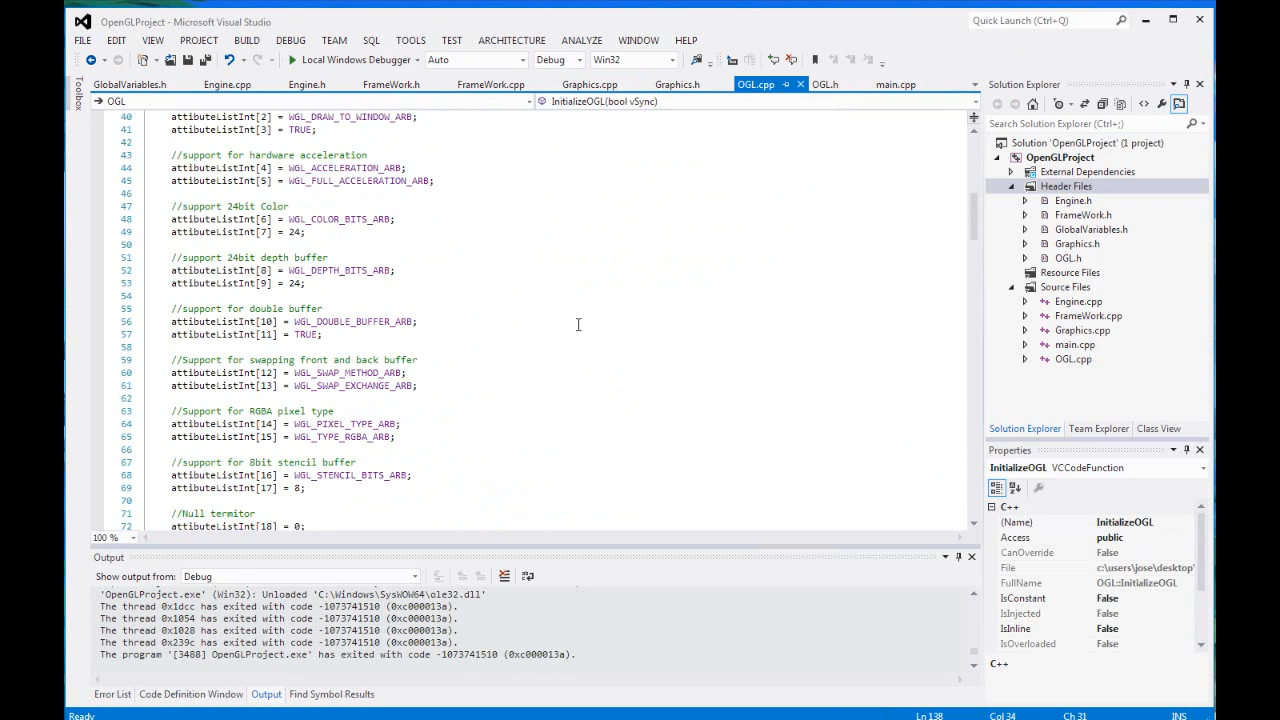 OpenGLProject - Microsoft Visual Studio
Quick Launch (Ctrl+Q)
FILE EDIT VIEW PROJECT BUILD DEBUG TEAM SQL TOOLS TEST ARCHITECTURE ANALYZE WINDOW HELP
Local Windows Debugger Auto Debug Win32
Toolbox
GlobalVariables.h Engine.cpp Engine.h FrameWork.h FrameWork.cpp Graphics.cpp Graphics.h OGL.cpp OGL.h main.cpp
OGL InitializeOGL(bool vSync)
40 attibuteListInt[2] = WGL_DRAW_TO_WINDOW_ARB;
41 attibuteListInt[3] = TRUE;
42
43 //support for hardware acceleration
44 attibuteListInt[4] = WGL_ACCELERATION_ARB;
45 attibuteListInt[5] = WGL_FULL_ACCELERATION_ARB;
46
47 //support 24bit Color
48 attibuteListInt[6] = WGL_COLOR_BITS_ARB;
49 attibuteListInt[7] = 24;
50
51 //support 24bit depth buffer
52 attibuteListInt[8] = WGL_DEPTH_BITS_ARB;
53 attibuteListInt[9] = 24;
54
55 //support for double buffer
56 attibuteListInt[10] = WGL_DOUBLE_BUFFER_ARB;
57 attibuteListInt[11] = TRUE;
58
59 //Support for swapping front and back buffer
60 attibuteListInt[12] = WGL_SWAP_METHOD_ARB;
61 attibuteListInt[13] = WGL_SWAP_EXCHANGE_ARB;
62
63 //Support for RGBA pixel type
64 attibuteListInt[14] = WGL_PIXEL_TYPE_ARB;
65 attibuteListInt[15] = WGL_TYPE_RGBA_ARB;
66
67 //support for 8bit stencil buffer
68 attibuteListInt[16] = WGL_STENCIL_BITS_ARB;
69 attibuteListInt[17] = 8;
70
71 //Null termitor
72 attibuteListInt[18] = 0;
100 %
Output
Show output from: Debug
'OpenGLProject.exe' (Win32): Unloaded 'C:\Windows\SysWOW64\ole32.dll'
The thread 0x1dcc has exited with code -1073741510 (0xc000013a).
The thread 0x1054 has exited with code -1073741510 (0xc000013a).
The thread 0x1028 has exited with code -1073741510 (0xc000013a).
The thread 0x239c has exited with code -1073741510 (0xc000013a).
The program '[3488] OpenGLProject.exe' has exited with code -1073741510 (0xc000013a).
Error List Code Definition Window Output Find Symbol Results
Solution Explorer
Search Solution Explorer (Ctrl+;)
Solution 'OpenGLProject' (1 project)
OpenGLProject
External Dependencies
Header Files
Engine.h
FrameWork.h
GlobalVariables.h
Graphics.h
OGL.h
Resource Files
Source Files
Engine.cpp
FrameWork.cpp
Graphics.cpp
main.cpp
OGL.cpp
Solution Explorer Team Explorer Class View
Properties
InitializeOGL VCCodeFunction
C++
(Name) InitializeOGL
Access public
CanOverride False
File c:\users\jose\desktop\
FullName OGL::InitializeOGL
IsConstant False
IsInjected False
IsInline False
IsOverloaded False
C++
Ready Ln 138 Col 34 Ch 31 INS